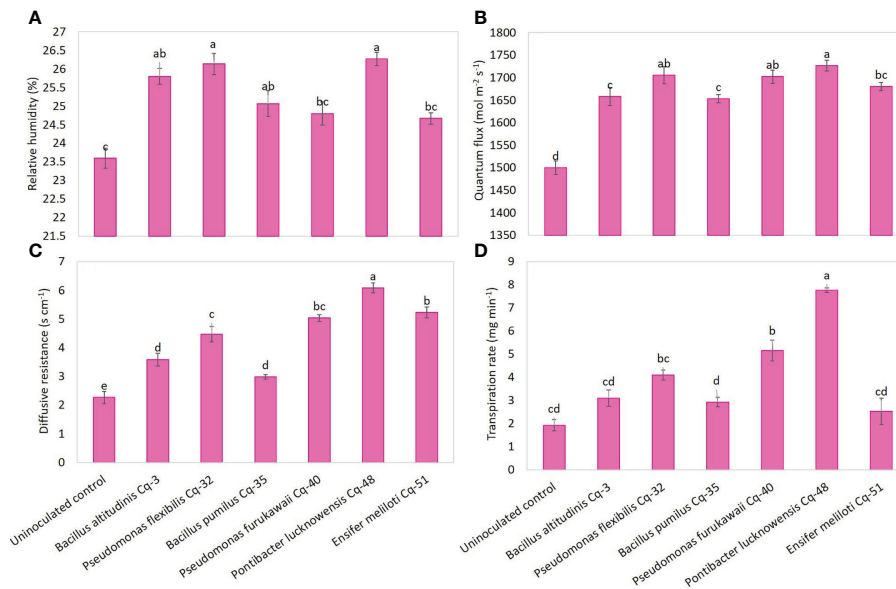 A
Relative humidity (%)
27
26.5
26
25.5
25
24.5
24
23.5
23
22.5
22
21.5
c
ab
a
ab
bc
a
bc
B
Quantum flux (mol m⁻² s⁻¹)
1800
1750
1700
1650
1600
1550
1500
1450
1400
1350
d
c
ab
c
ab
a
bc
C
Diffusive resistance (s cm⁻¹)
7
6
5
4
3
2
1
0
e
d
c
d
bc
a
b
Uninoculated control
Bacillus altitudinis Cq-3
Pseudomonas flexibilis Cq-32
Bacillus pumilus Cq-35
Pseudomonas furukawaii Cq-40
Pontibacter lucknowensis Cq-48
Ensifer meliloti Cq-51
D
Transpiration rate (mg min⁻¹)
9
8
7
6
5
4
3
2
1
0
cd
cd
bc
d
b
a
cd
Uninoculated control
Bacillus altitudinis Cq-3
Pseudomonas flexibilis Cq-32
Bacillus pumilus Cq-35
Pseudomonas furukawaii Cq-40
Pontibacter lucknowensis Cq-48
Ensifer meliloti Cq-51